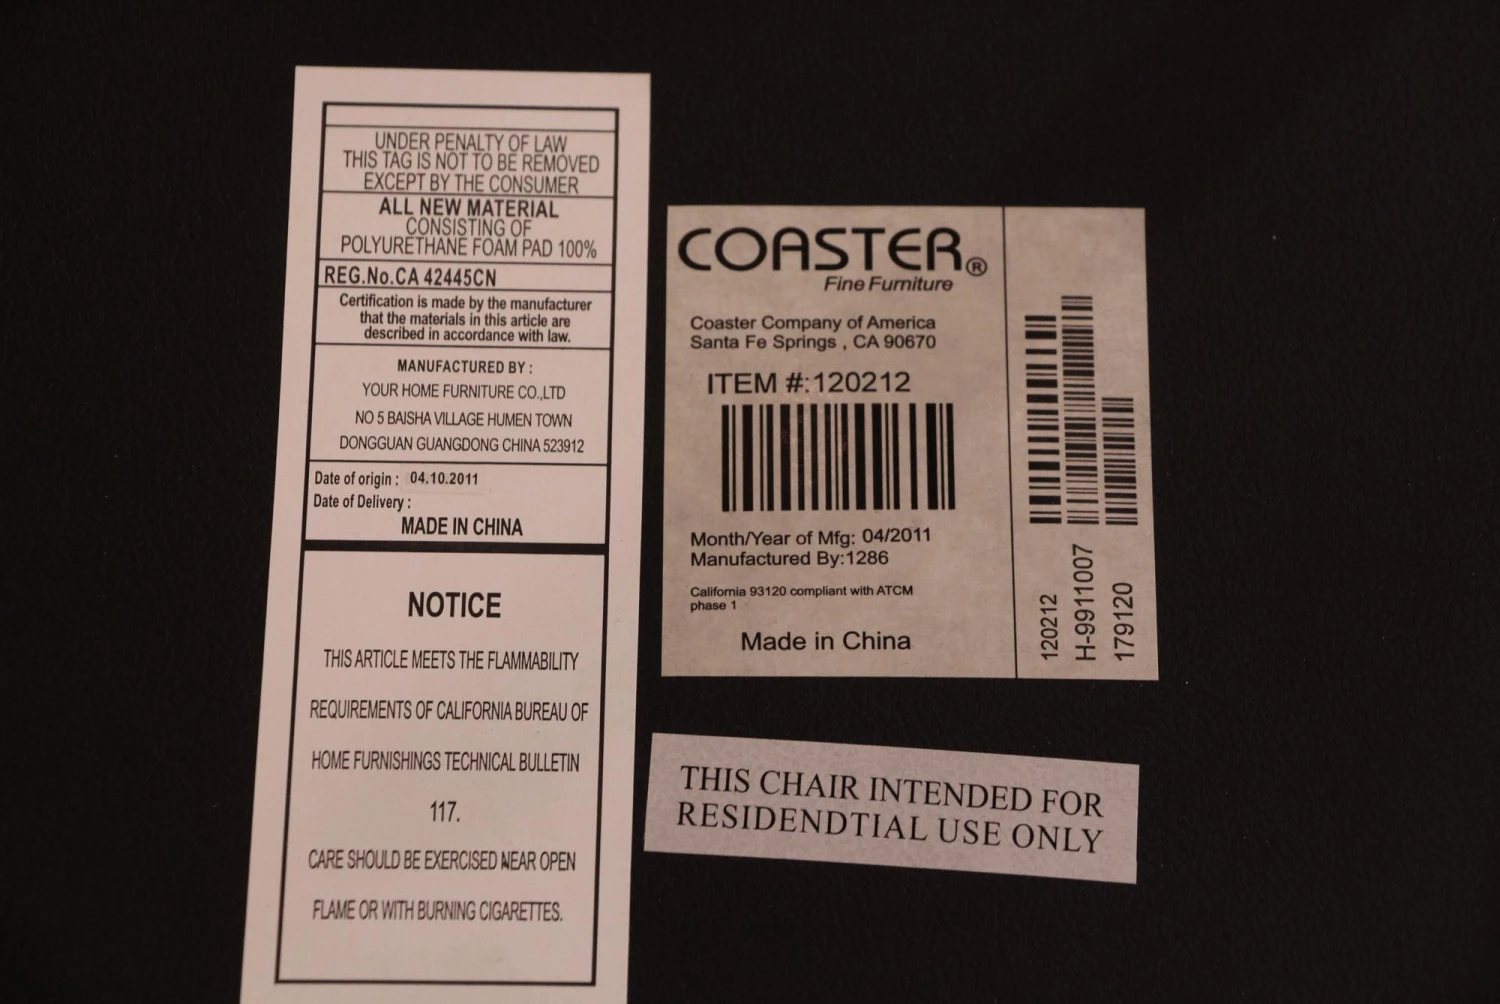 UNDER PENALTY OF LAW
THIS TAG IS NOT TO BE REMOVED
EXCEPT BY THE CONSUMER
ALL NEW MATERIAL
CONSISTING OF
POLYURETHANE FOAM PAD 100%
REG.No.CA 42445CN
Certification is made by the manufacturer
that the materials in this article are
described in accordance with law.
MANUFACTURED BY :
YOUR HOME FURNITURE CO.,LTD
NO 5 BAISHA VILLAGE HUMEN TOWN
DONGGUAN GUANGDONG CHINA 523912
Date of origin : 04.10.2011
Date of Delivery :
MADE IN CHINA
NOTICE
THIS ARTICLE MEETS THE FLAMMABILITY
REQUIREMENTS OF CALIFORNIA BUREAU OF
HOME FURNISHINGS TECHNICAL BULLETIN
117.
CARE SHOULD BE EXERCISED NEAR OPEN
FLAME OR WITH BURNING CIGARETTES.
COASTER®
Fine Furniture
Coaster Company of America
Santa Fe Springs , CA 90670
ITEM #:120212
Month/Year of Mfg: 04/2011
Manufactured By:1286
California 93120 compliant with ATCM
phase 1
Made in China
120212
H-9911007
179120
THIS CHAIR INTENDED FOR
RESIDENDTIAL USE ONLY